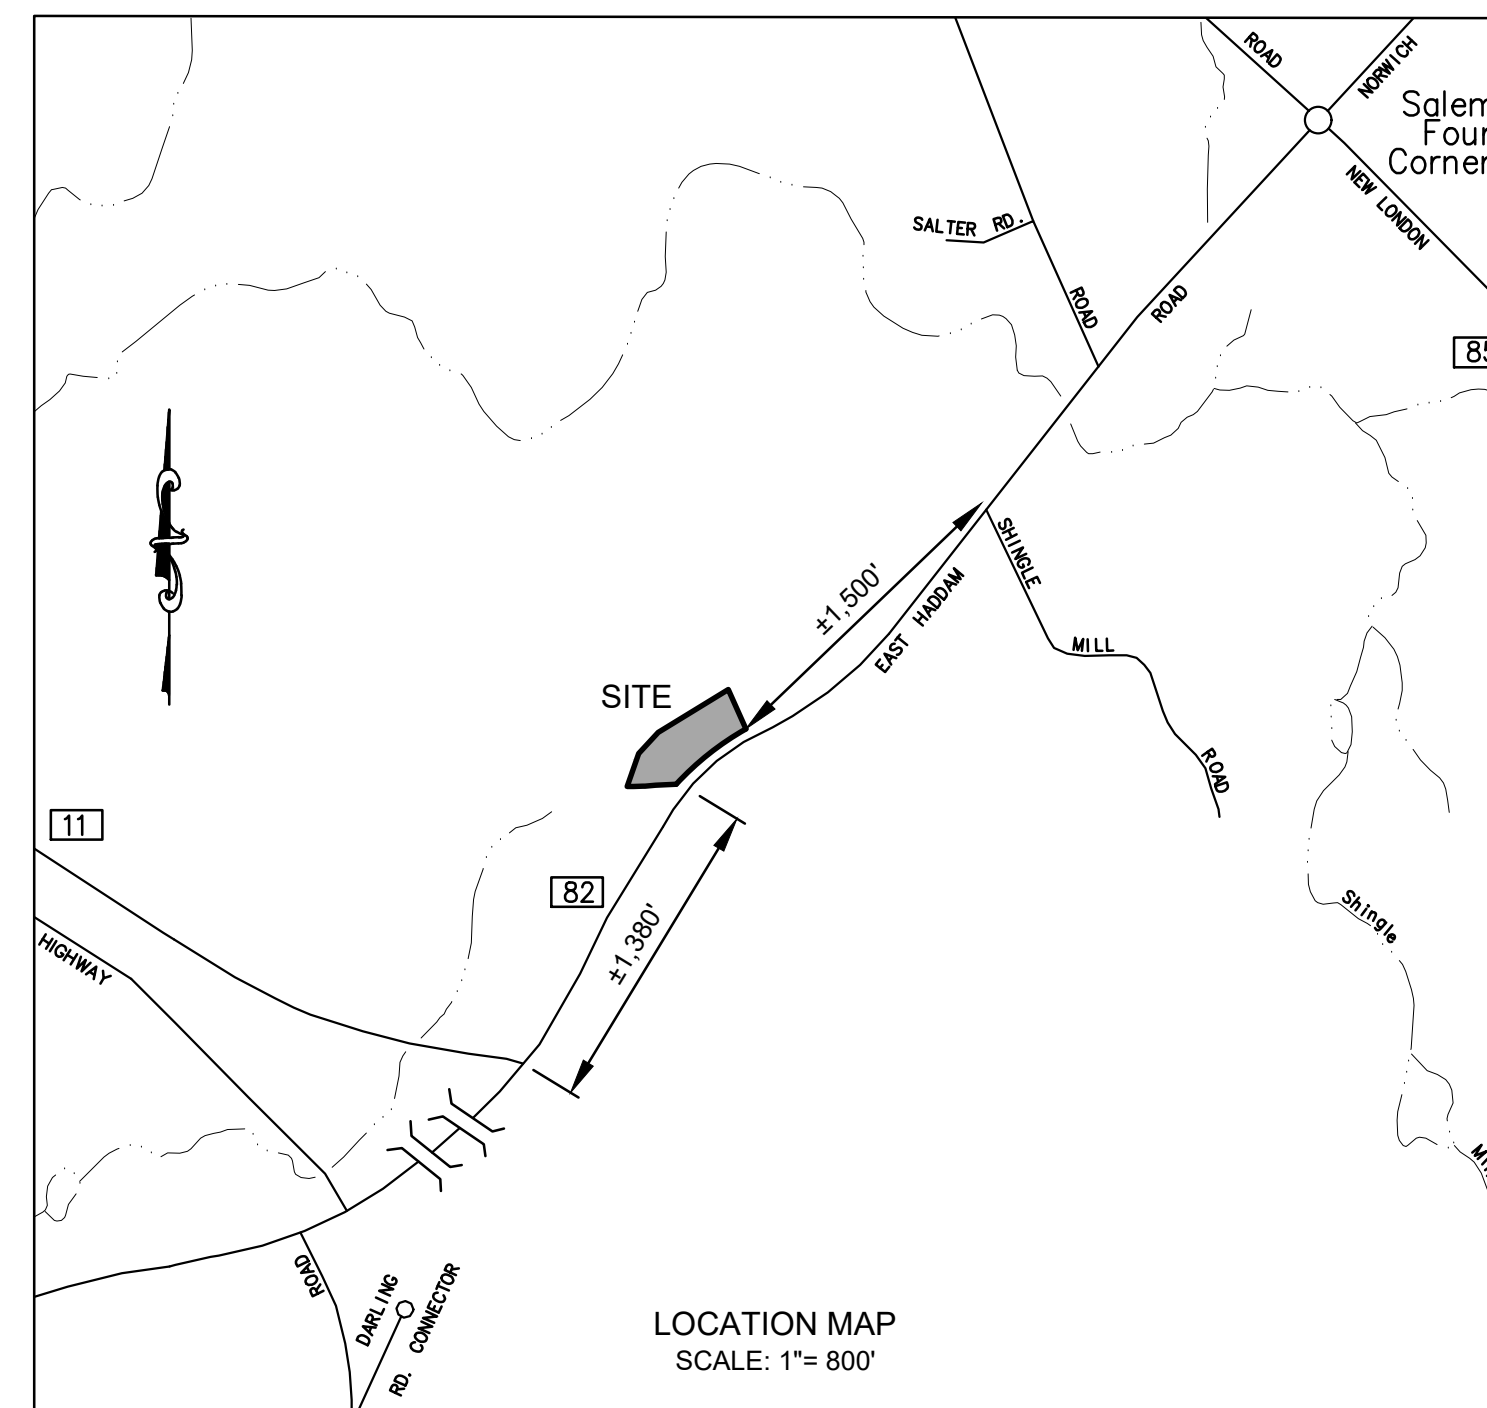 ROAD
NORWICH
Salem
Four
Corner
NEW LONDON
SALTER RD.
ROAD
ROAD
85
SHINGLE
MILL
ROAD
±1,500'
EAST HADDAM
SITE
11
82
±1,380'
HIGHWAY
Shingle
ROAD
DARLING
RD. CONNECTOR
LOCATION MAP
SCALE: 1"= 800'